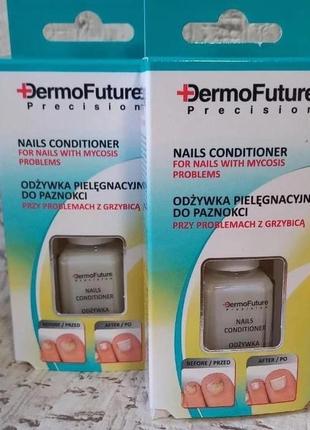 DermoFuture
Precision
NAILS CONDITIONER
FOR NAILS WITH MYCOSIS
PROBLEMS
ODŻYWKA PIELĘGNACYJN
DO PAZNOKCI
PRZY PROBLEMACH Z GRZYBICĄ
DermoFuture
Precision
NAILS
CONDITIONER
ODŻYWKA
BEFORE / PRZED
AFTER / PO
DermoFuture
Precision
NAILS CONDITIONER
FOR NAILS WITH MYCOSIS
PROBLEMS
ODŻYWKA PIELĘGNACYJNA
DO PAZNOKCI
PRZY PROBLEMACH Z GRZYBICĄ
DermoFuture
Precision
NAILS
CONDITIONER
ODŻYWKA
BEFORE / PRZED
AFTER / PO